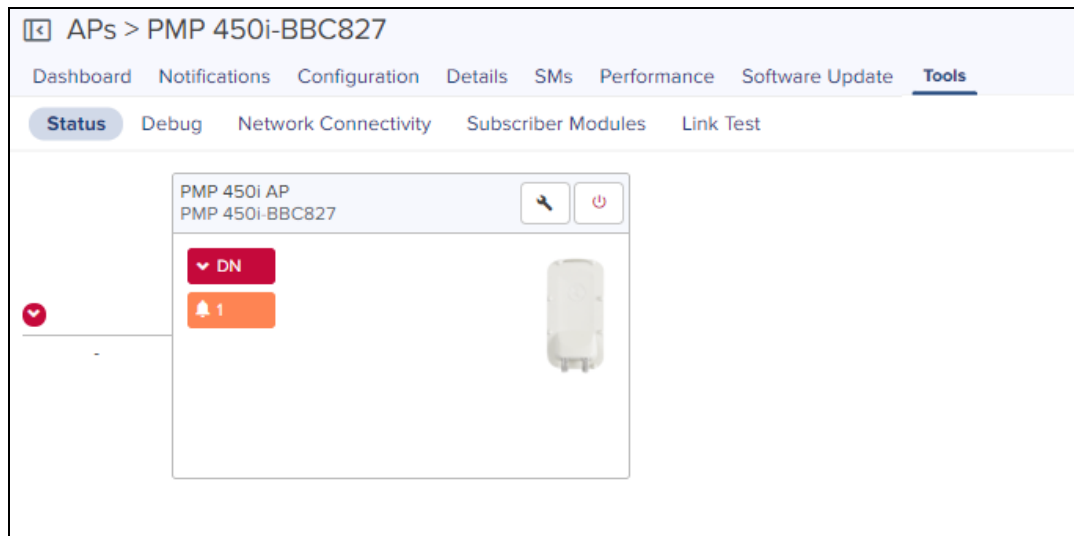 APs > PMP 450i-BBC827
Dashboard Notifications Configuration Details SMs Performance Software Update Tools
Status Debug Network Connectivity Subscriber Modules Link Test
PMP 450i AP
PMP 450i-BBC827
DN
1
-